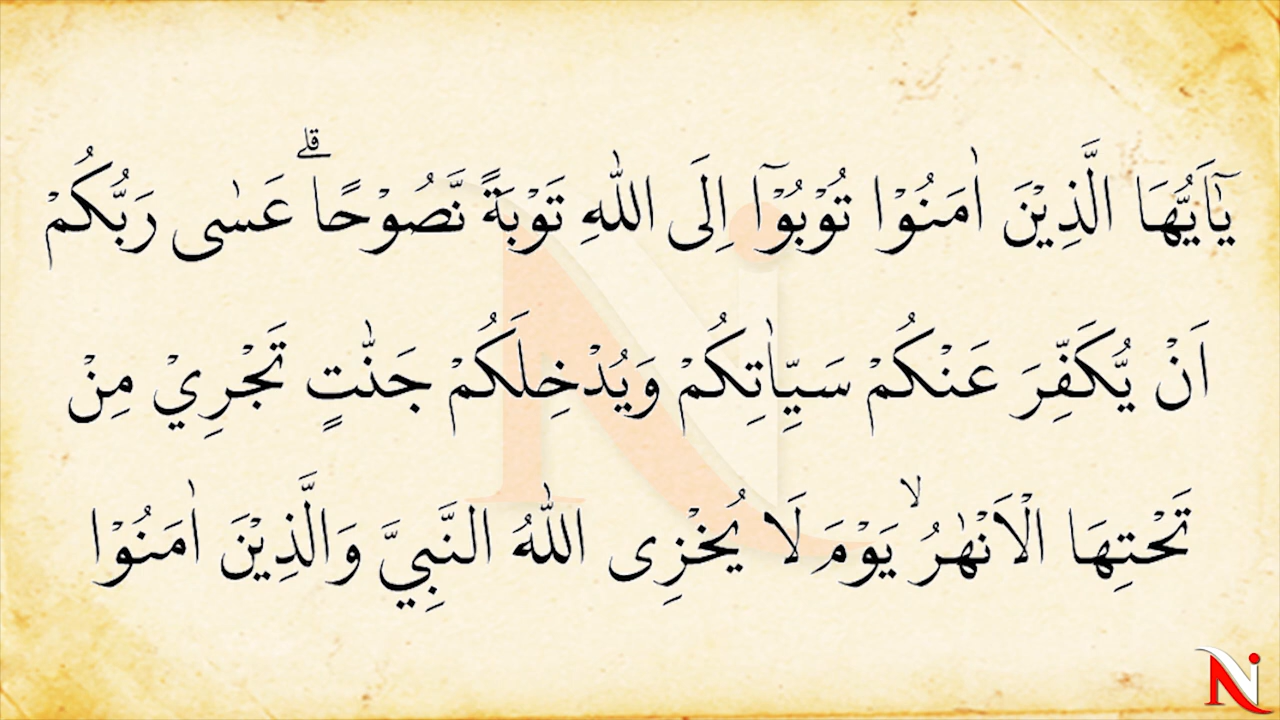 يٰٓاَيُّهَا الَّذِيْنَ اٰمَنُوْا تُوْبُوْٓا اِلَى اللّٰهِ تَوْبَةً نَّصُوْحًاۗ عَسٰى رَبُّكُمْ
اَنْ يُّكَفِّرَ عَنْكُمْ سَيِّاٰتِكُمْ وَيُدْخِلَكُمْ جَنّٰتٍ تَجْرِيْ مِنْ
تَحْتِهَا الْاَنْهٰرُۙ يَوْمَ لَا يُخْزِى اللّٰهُ النَّبِيَّ وَالَّذِيْنَ اٰمَنُوْا